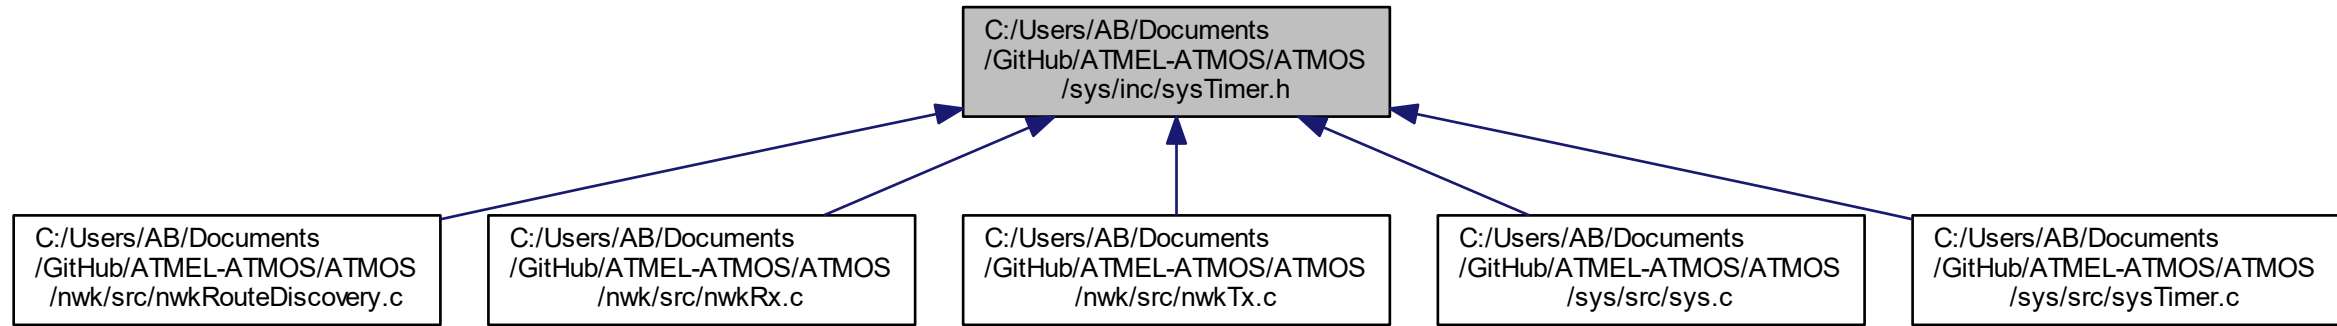 C:/Users/AB/Documents
/GitHub/ATMEL-ATMOS/ATMOS
/sys/inc/sysTimer.h
C:/Users/AB/Documents
/GitHub/ATMEL-ATMOS/ATMOS
/nwk/src/nwkRouteDiscovery.c
C:/Users/AB/Documents
/GitHub/ATMEL-ATMOS/ATMOS
/nwk/src/nwkRx.c
C:/Users/AB/Documents
/GitHub/ATMEL-ATMOS/ATMOS
/nwk/src/nwkTx.c
C:/Users/AB/Documents
/GitHub/ATMEL-ATMOS/ATMOS
/sys/src/sys.c
C:/Users/AB/Documents
/GitHub/ATMEL-ATMOS/ATMOS
/sys/src/sysTimer.c